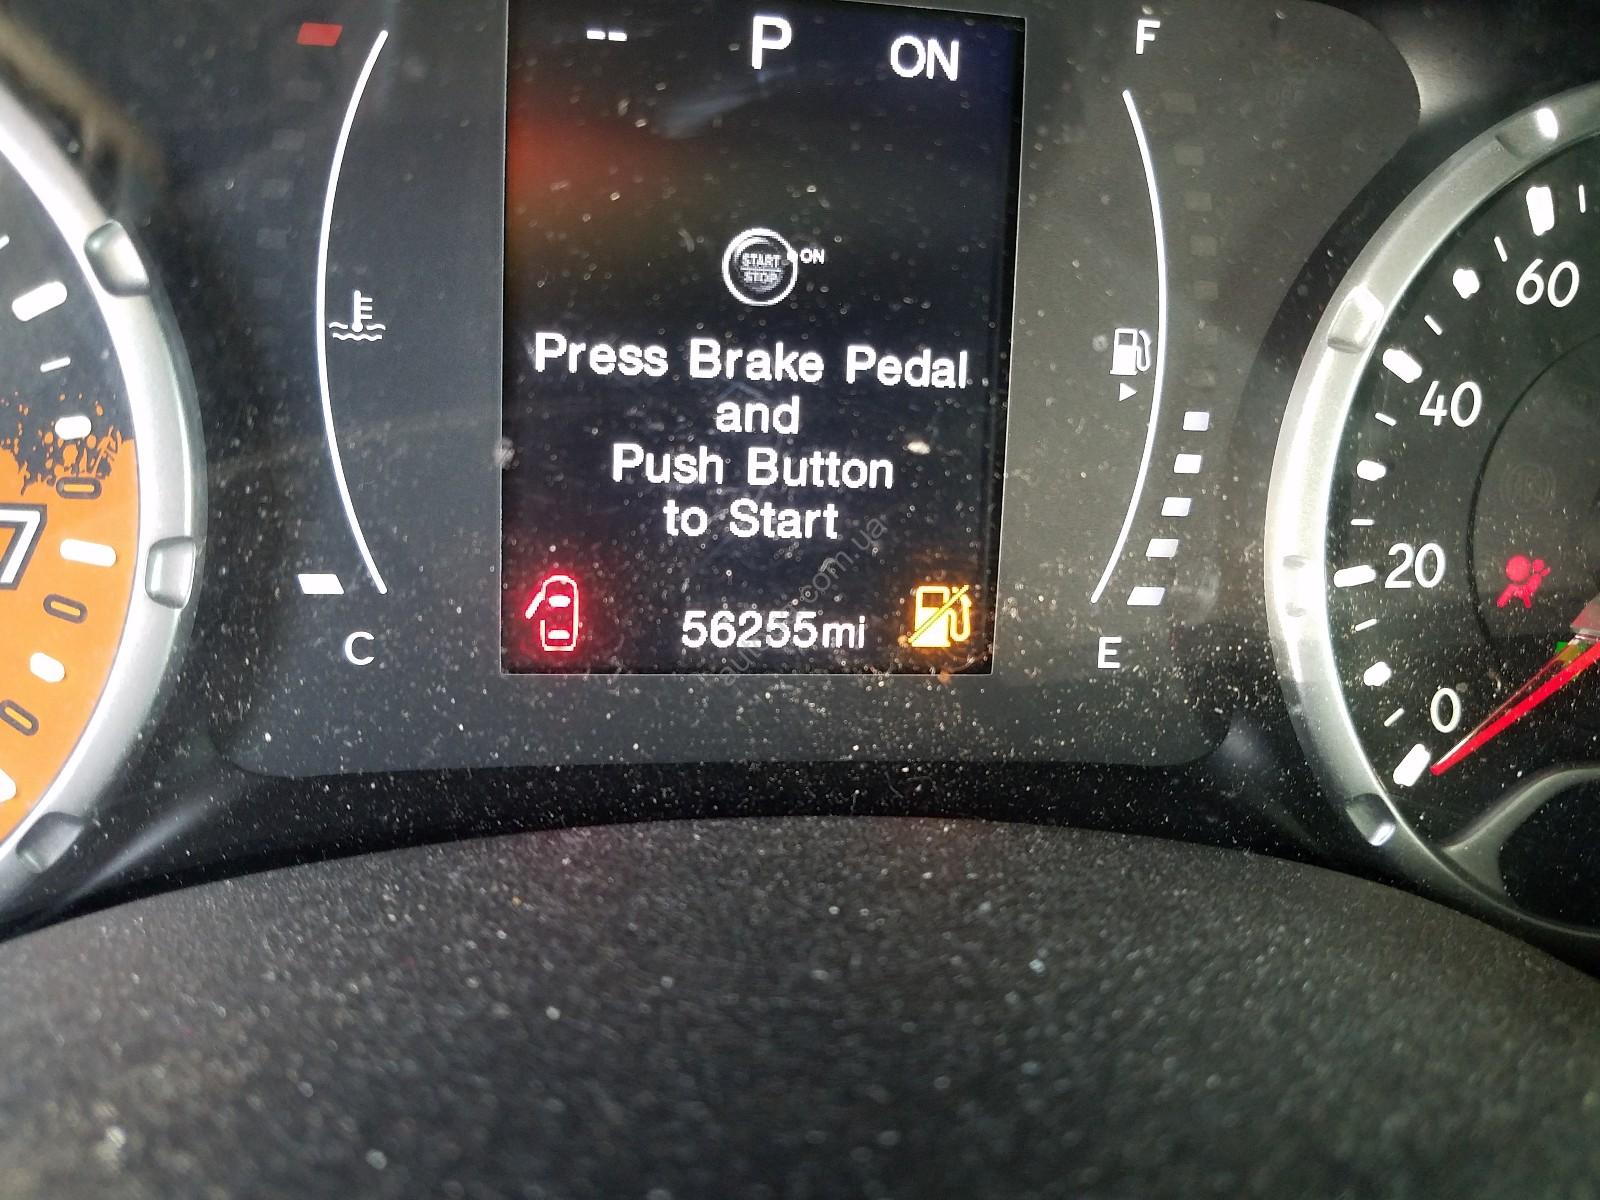 -- P ON
F
START
STOP
ON
60
Press Brake Pedal
and
Push Button
to Start
40
20
7
56255mi
C
E
0